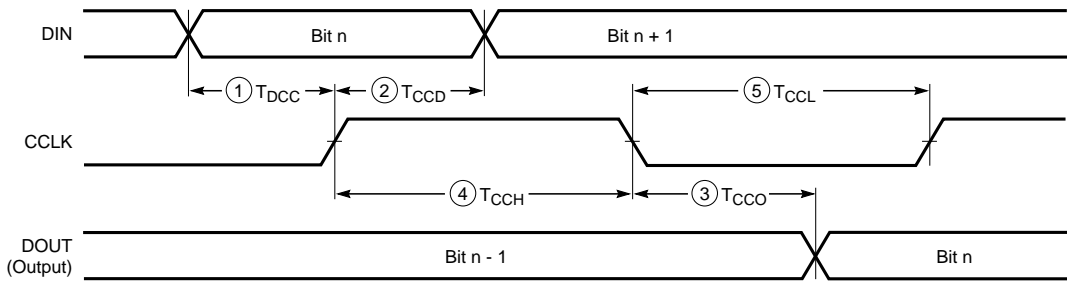 DIN
Bit n
Bit n + 1
1 TDCC
2 TCCD
5 TCCL
CCLK
4 TCCH
3 TCCO
DOUT
(Output)
Bit n - 1
Bit n